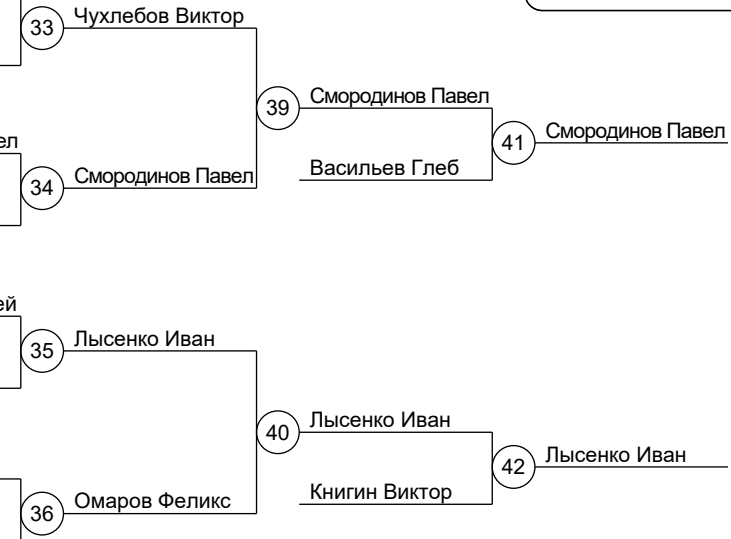 33
Чухлебов Виктор
39
Смородинов Павел
41
Смородинов Павел
Васильев Глеб
34
Смородинов Павел
35
Лысенко Иван
40
Лысенко Иван
42
Лысенко Иван
Книгин Виктор
36
Омаров Феликс